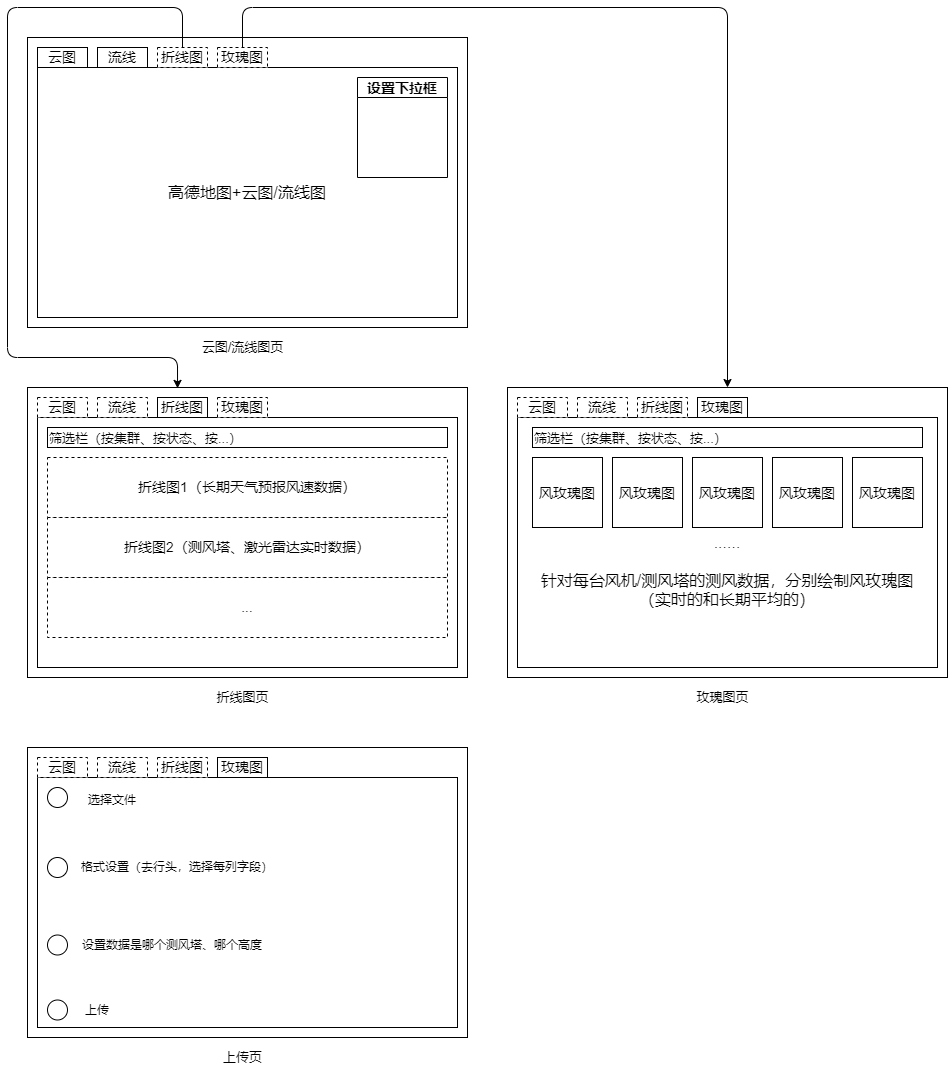 云图 流线 折线图 玫瑰图
设置下拉框
高德地图+云图/流线图
云图/流线图页
云图 流线 折线图 玫瑰图
筛选栏（按集群、按状态、按...）
折线图1（长期天气预报风速数据）
折线图2（测风塔、激光雷达实时数据）
...
折线图页
云图 流线 折线图 玫瑰图
筛选栏（按集群、按状态、按...）
风玫瑰图 风玫瑰图 风玫瑰图 风玫瑰图 风玫瑰图
……
针对每台风机/测风塔的测风数据，分别绘制风玫瑰图
（实时的和长期平均的）
玫瑰图页
云图 流线 折线图 玫瑰图
选择文件
格式设置（去行头，选择每列字段）
设置数据是哪个测风塔、哪个高度
上传
上传页